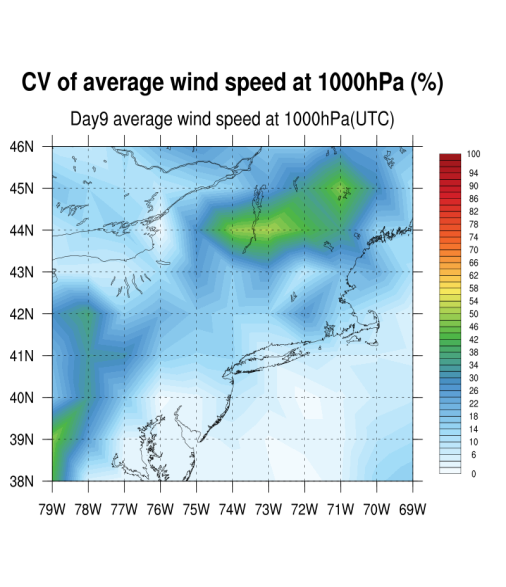 CV of average wind speed at 1000hPa (%)
Day9 average wind speed at 1000hPa(UTC)
46N
45N
44N
43N
42N
41N
40N
39N
38N
79W 78W 77W 76W 75W 74W 73W 72W 71W 70W 69W
100
94
90
86
82
78
74
70
66
62
58
54
50
46
42
38
34
30
26
22
18
14
10
6
0